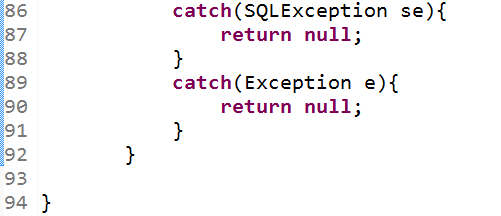 86 catch(SQLException se){
87 return null;
88 }
89 catch(Exception e){
90 return null;
91 }
92 }
93
94 }